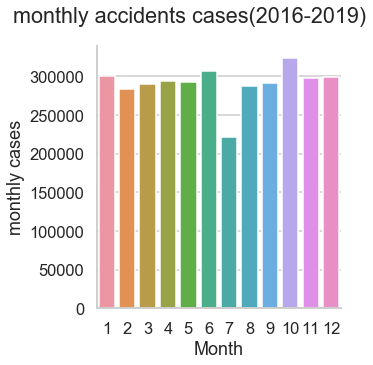 monthly accidents cases(2016-2019)
300000
250000
200000
150000
100000
50000
0
monthly cases
1 2 3 4 5 6 7 8 9 10 11 12
Month